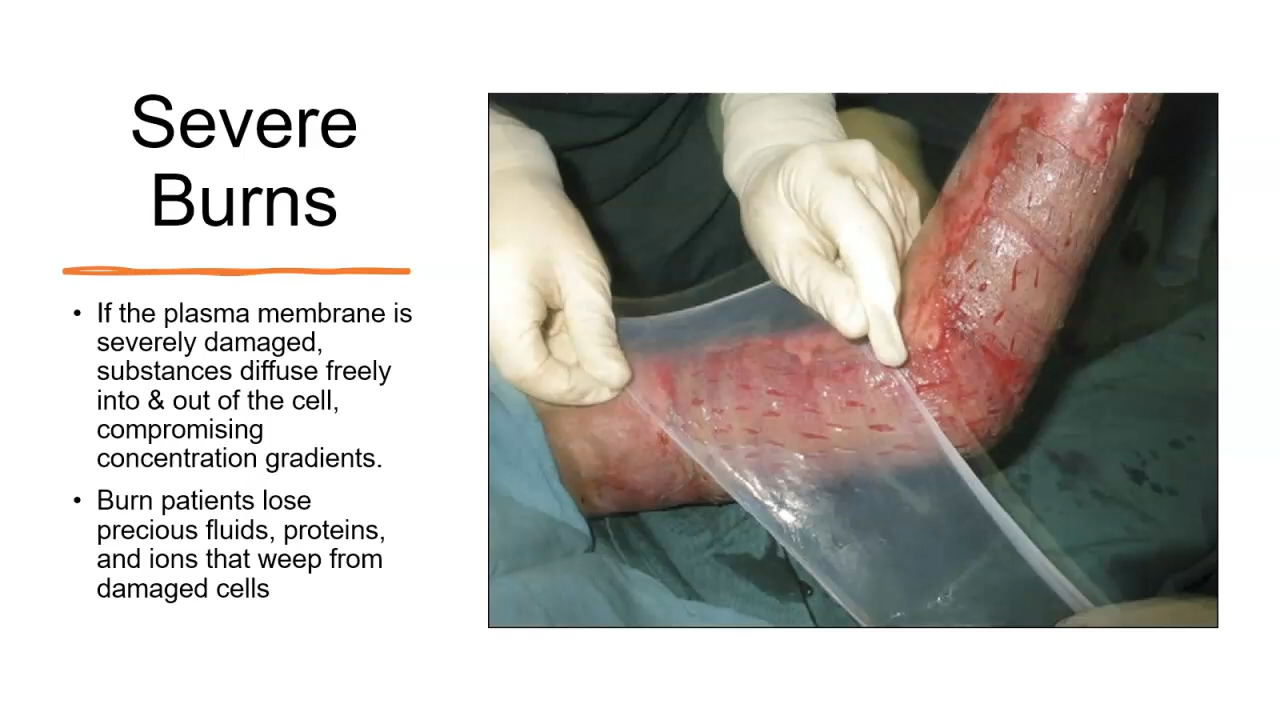 Severe
Burns
• If the plasma membrane is
severely damaged,
substances diffuse freely
into & out of the cell,
compromising
concentration gradients.
• Burn patients lose
precious fluids, proteins,
and ions that weep from
damaged cells